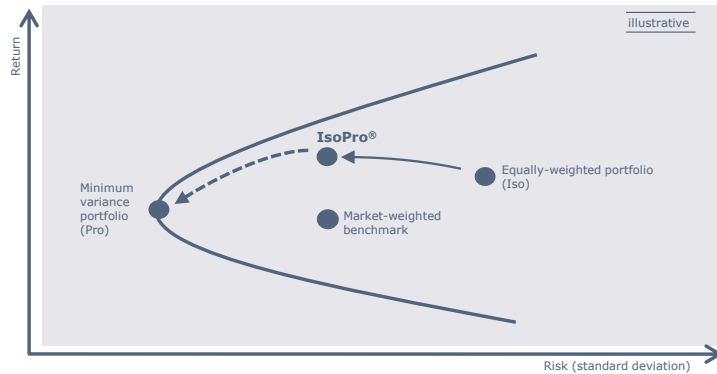 illustrative
Return
IsoPro®
Equally-weighted portfolio
(Iso)
Minimum
variance
portfolio
(Pro)
Market-weighted
benchmark
Risk (standard deviation)